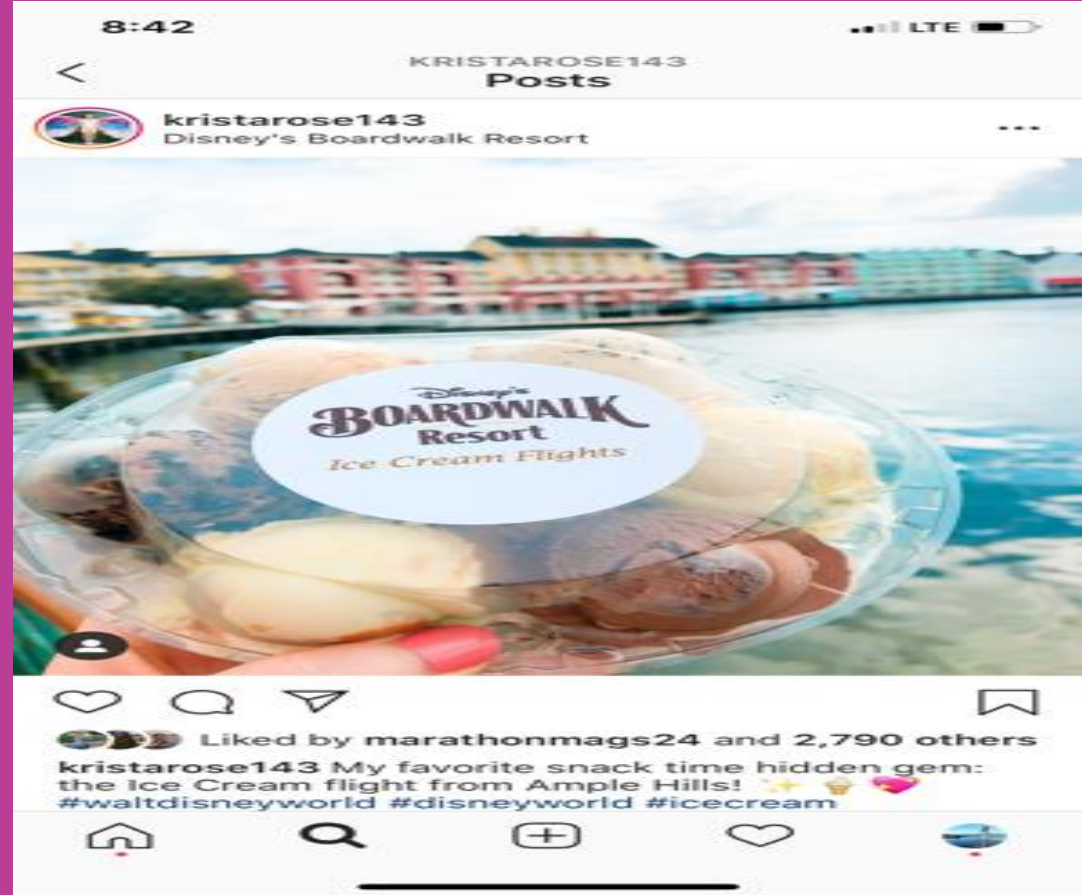 8:42
LTE
KRISTAROSE143
Posts
kristarose143
Disney's Boardwalk Resort
Disney's
BOARDWALK
Resort
Ice Cream Flights
Liked by marathonmags24 and 2,790 others
kristarose143 My favorite snack time hidden gem:
the Ice Cream flight from Ample Hills! ✨🍦💝
#waltdisneyworld #disneyworld #icecream